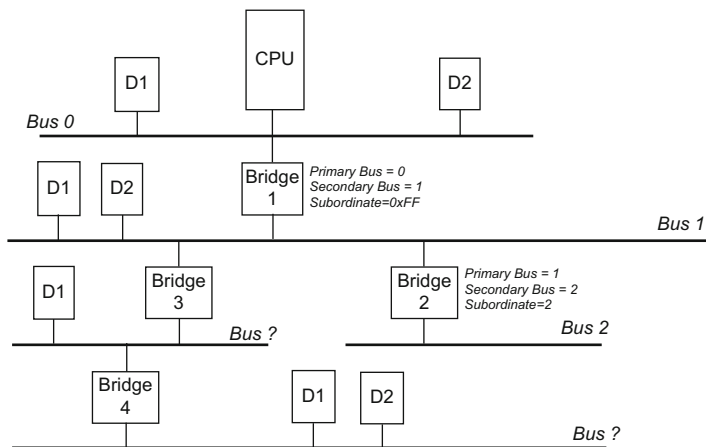 CPU
D1
D2
Bus 0
D1
D2
Bridge
1
Primary Bus = 0
Secondary Bus = 1
Subordinate=0xFF
Bus 1
D1
Bridge
3
Bridge
2
Primary Bus = 1
Secondary Bus = 2
Subordinate=2
Bus ?
Bus 2
Bridge
4
D1
D2
Bus ?